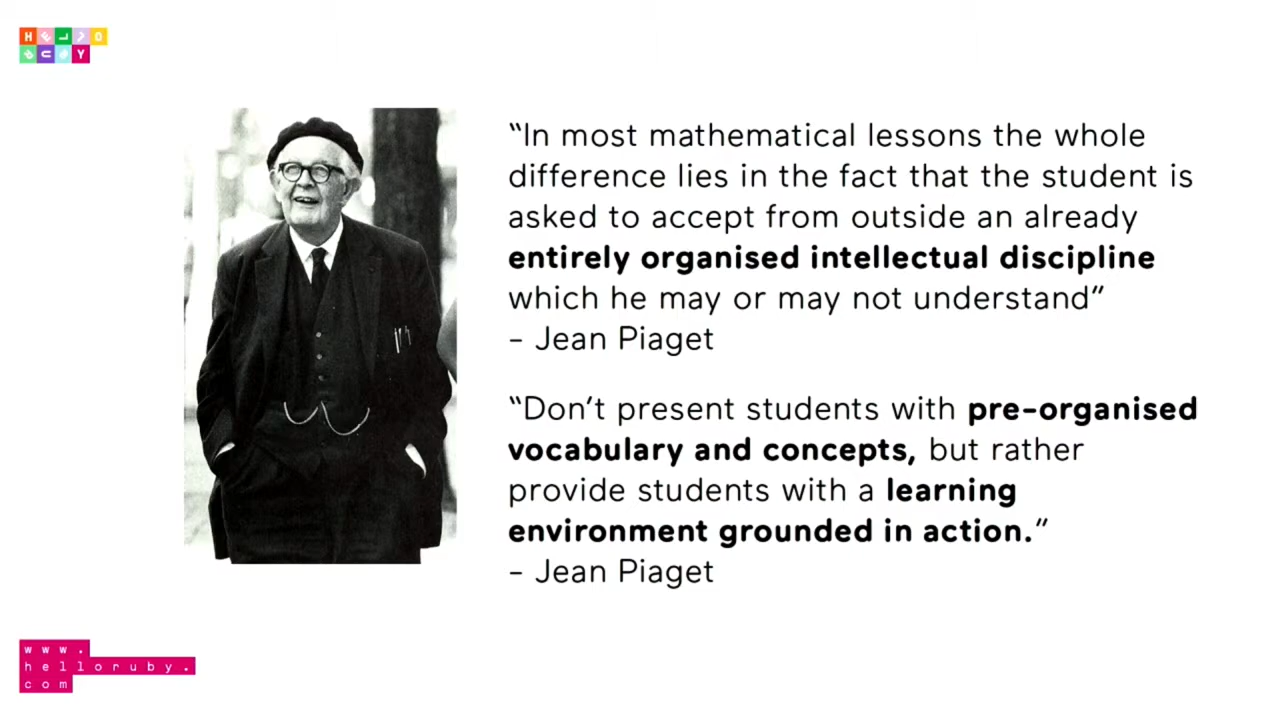 HELLO
RUBY
“In most mathematical lessons the whole
difference lies in the fact that the student is
asked to accept from outside an already
entirely organised intellectual discipline
which he may or may not understand”
– Jean Piaget
“Don’t present students with pre-organised
vocabulary and concepts, but rather
provide students with a learning
environment grounded in action.”
– Jean Piaget
www.
helloruby.
com